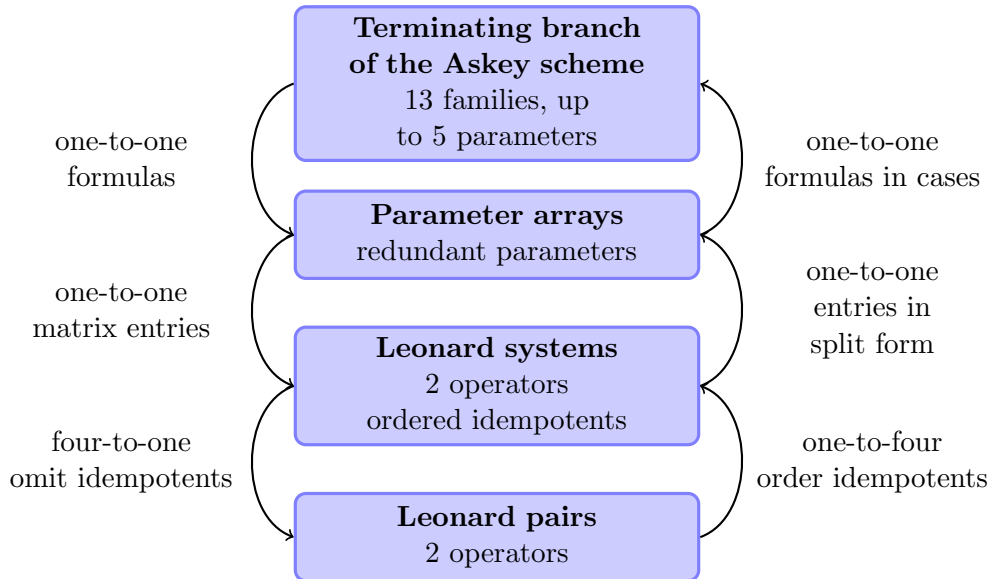 Terminating branch
of the Askey scheme
13 families, up
to 5 parameters
one-to-one
formulas
one-to-one
formulas in cases
Parameter arrays
redundant parameters
one-to-one
matrix entries
one-to-one
entries in
split form
Leonard systems
2 operators
ordered idempotents
four-to-one
omit idempotents
one-to-four
order idempotents
Leonard pairs
2 operators